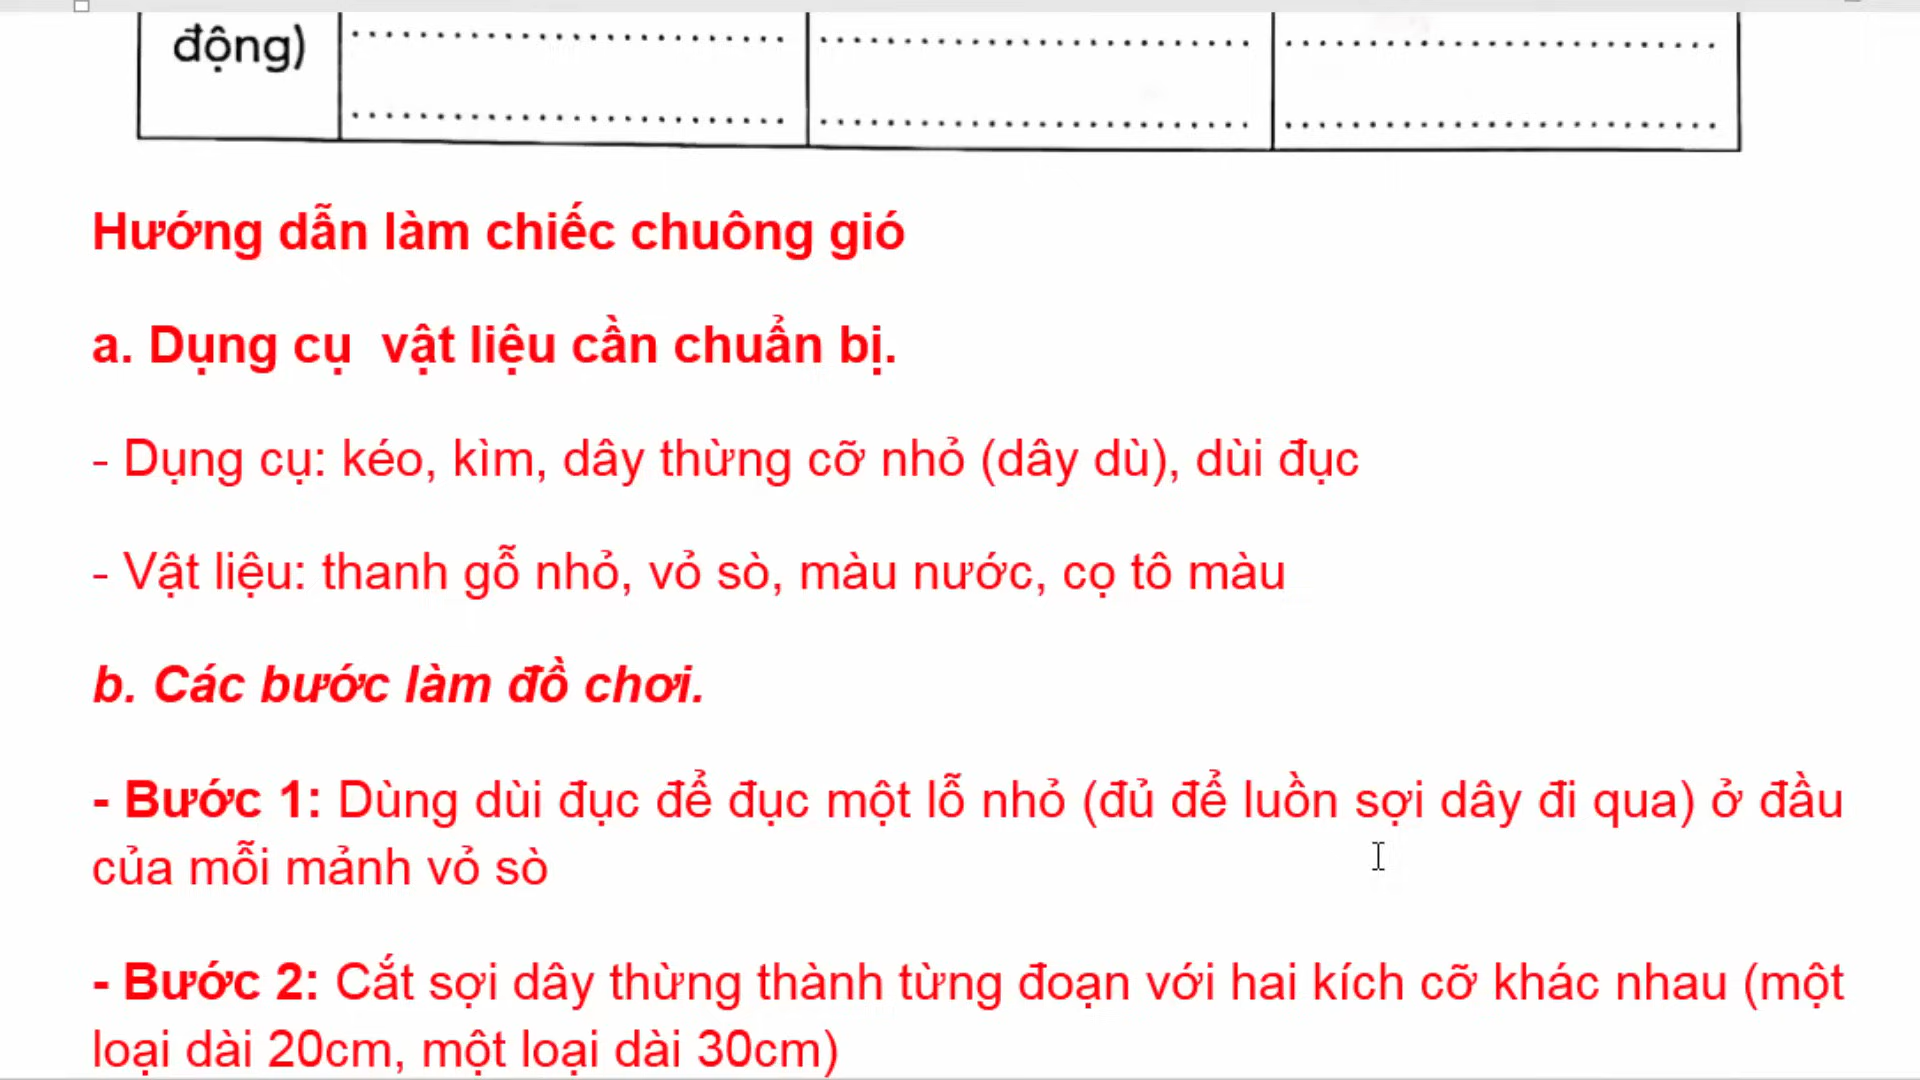 động)
Hướng dẫn làm chiếc chuông gió
a. Dụng cụ  vật liệu cần chuẩn bị.
- Dụng cụ: kéo, kìm, dây thừng cỡ nhỏ (dây dù), dùi đục
- Vật liệu: thanh gỗ nhỏ, vỏ sò, màu nước, cọ tô màu
b. Các bước làm đồ chơi.
- Bước 1: Dùng dùi đục để đục một lỗ nhỏ (đủ để luồn sợi dây đi qua) ở đầu
của mỗi mảnh vỏ sò
- Bước 2: Cắt sợi dây thừng thành từng đoạn với hai kích cỡ khác nhau (một
loại dài 20cm, một loại dài 30cm)